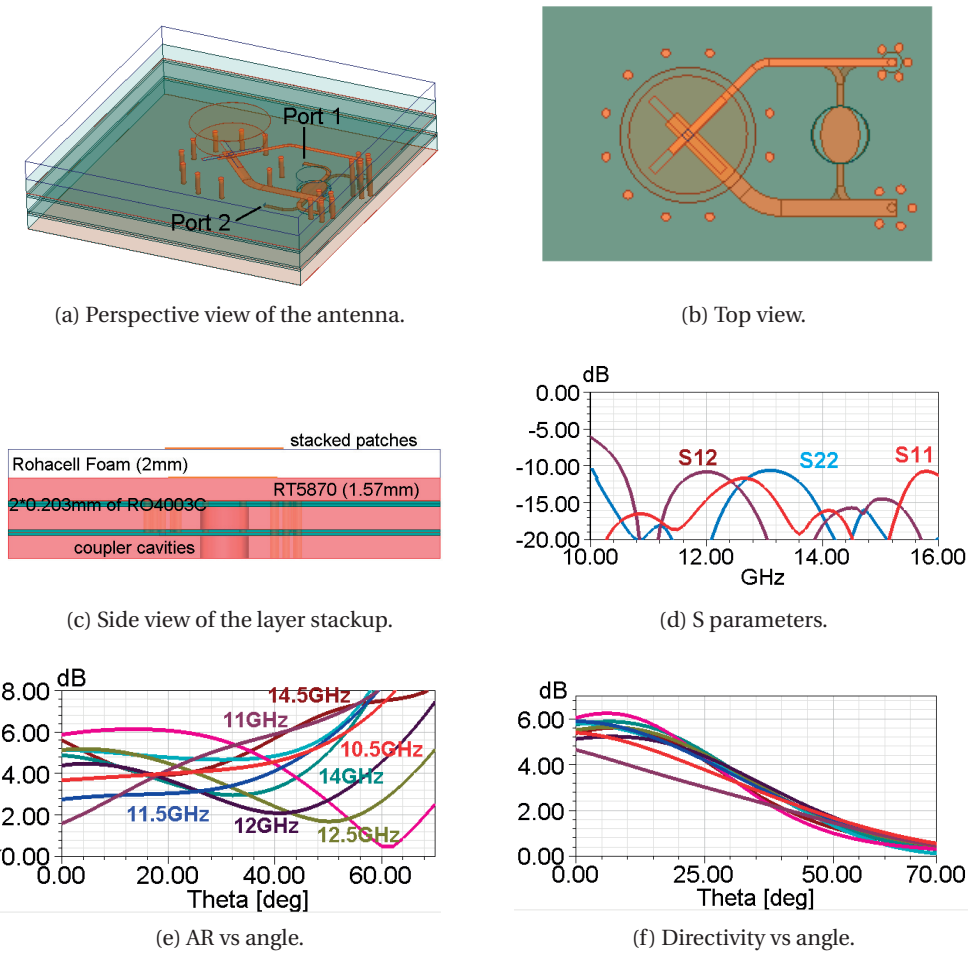 Port 1
Port 2
(a) Perspective view of the antenna.
(b) Top view.
stacked patches
Rohacell Foam (2mm)
RT5870 (1.57mm)
2*0.203mm of RO4003C
coupler cavities
(c) Side view of the layer stackup.
dB
0.00
-5.00
-10.00
-15.00
-20.00
S12
S22
S11
10.00
12.00
14.00
16.00
GHz
(d) S parameters.
dB
8.00
6.00
4.00
2.00
0.00
14.5GHz
11GHz
10.5GHz
14GHz
11.5GHz
12GHz
12.5GHz
0.00
20.00
40.00
60.00
Theta [deg]
(e) AR vs angle.
dB
6.00
4.00
2.00
0.00
0.00
25.00
50.00
70.00
Theta [deg]
(f) Directivity vs angle.